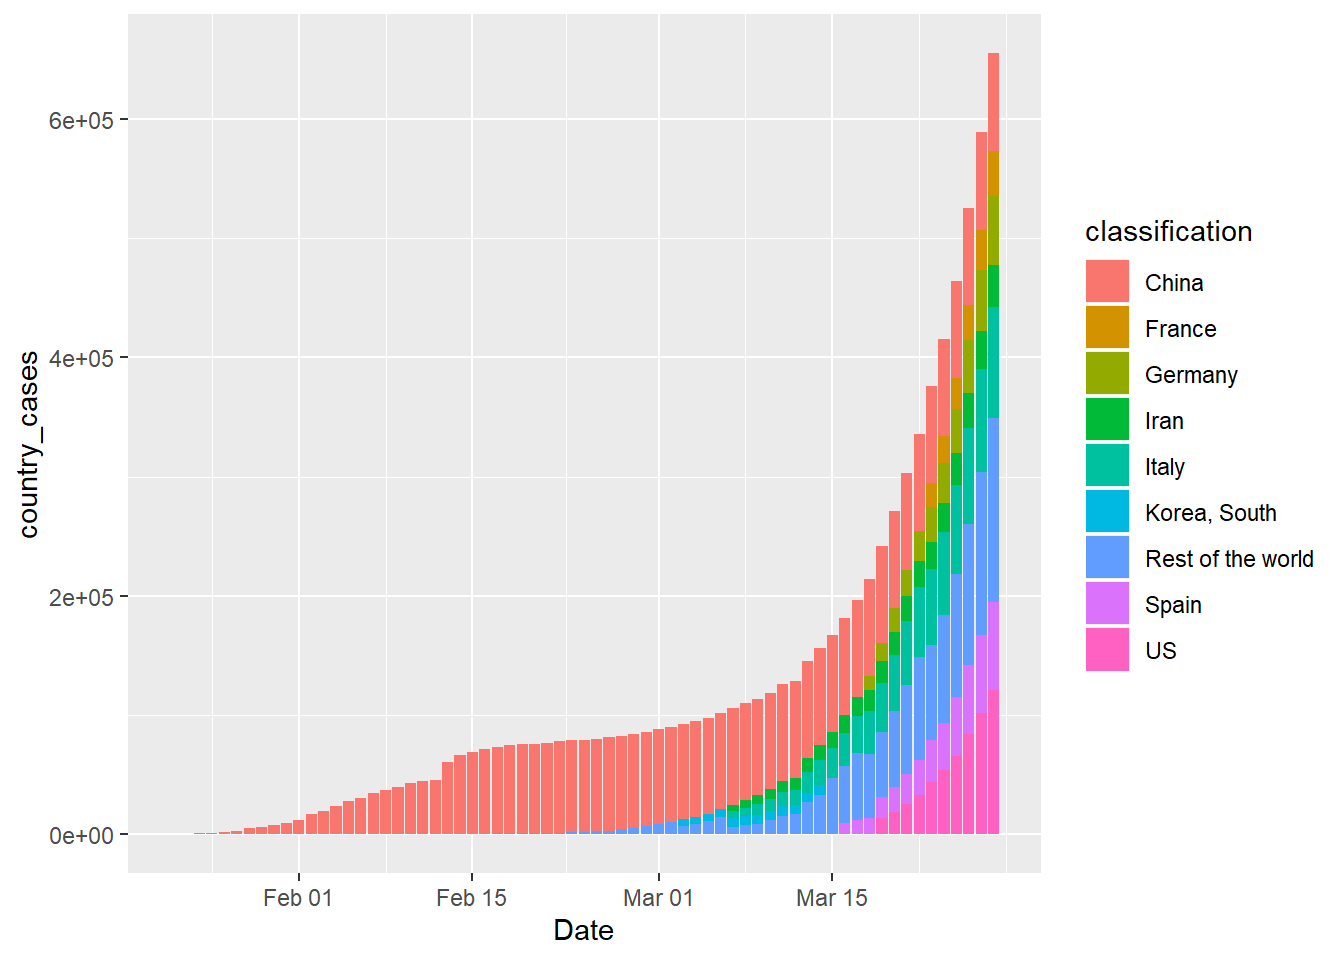 6e+05
4e+05
2e+05
0e+00
country_cases
Feb 01
Feb 15
Mar 01
Mar 15
Date
classification
China
France
Germany
Iran
Italy
Korea, South
Rest of the world
Spain
US